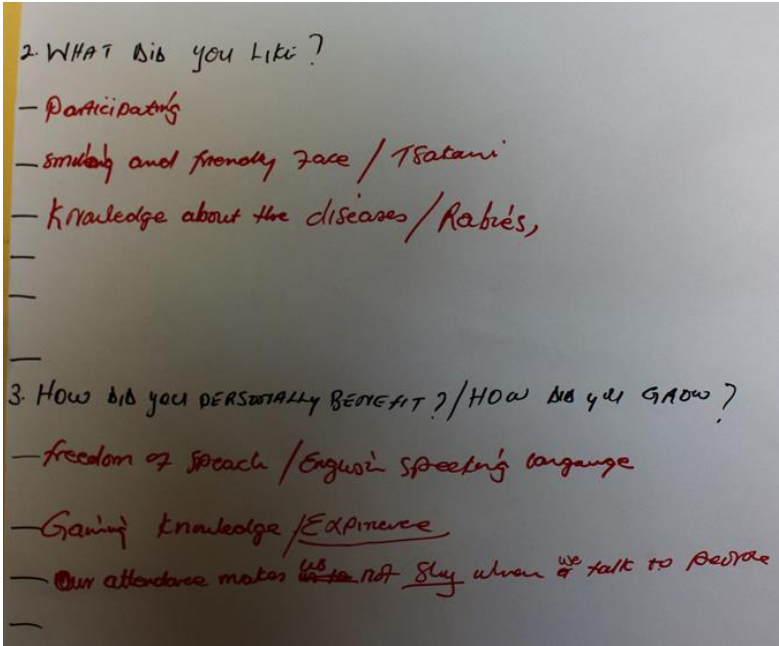 2. WHAT DID YOU LIKE?
- Participating
- smiling and friendly face / Tsatani
- Knowledge about the diseases / Rabies,
-
-
-
3. HOW DID YOU PERSONALLY BENEFIT? / HOW DID YOU GROW?
- freedom of speach / English speeking language
- Gaining knowledge / Expirence
- Our attendance makes us not Shy when we talk to people
-